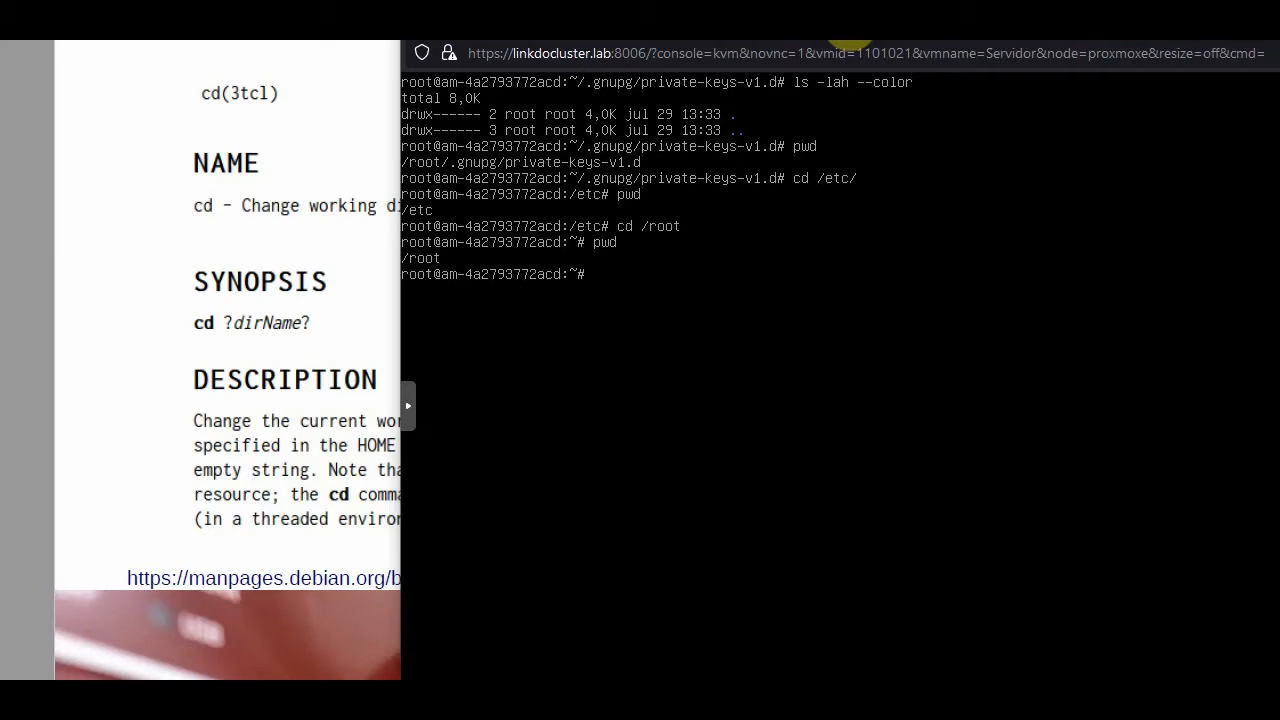 cd(3tcl)
NAME
cd - Change working di
SYNOPSIS
cd ?dirName?
DESCRIPTION
Change the current wor
specified in the HOME
empty string. Note tha
resource; the cd comma
(in a threaded environ
https://manpages.debian.org/b
https://linkdocluster.lab:8006/?console=kvm&novnc=1&vmid=1101021&vmname=Servidor&node=proxmoxe&resize=off&cmd=
root@am-4a2793772acd:~/.gnupg/private-keys-v1.d# ls -lah --color
total 8,0K
drwx------ 2 root root 4,0K jul 29 13:33 .
drwx------ 3 root root 4,0K jul 29 13:33 ..
root@am-4a2793772acd:~/.gnupg/private-keys-v1.d# pwd
/root/.gnupg/private-keys-v1.d
root@am-4a2793772acd:~/.gnupg/private-keys-v1.d# cd /etc/
root@am-4a2793772acd:/etc# pwd
/etc
root@am-4a2793772acd:/etc# cd /root
root@am-4a2793772acd:~# pwd
/root
root@am-4a2793772acd:~#